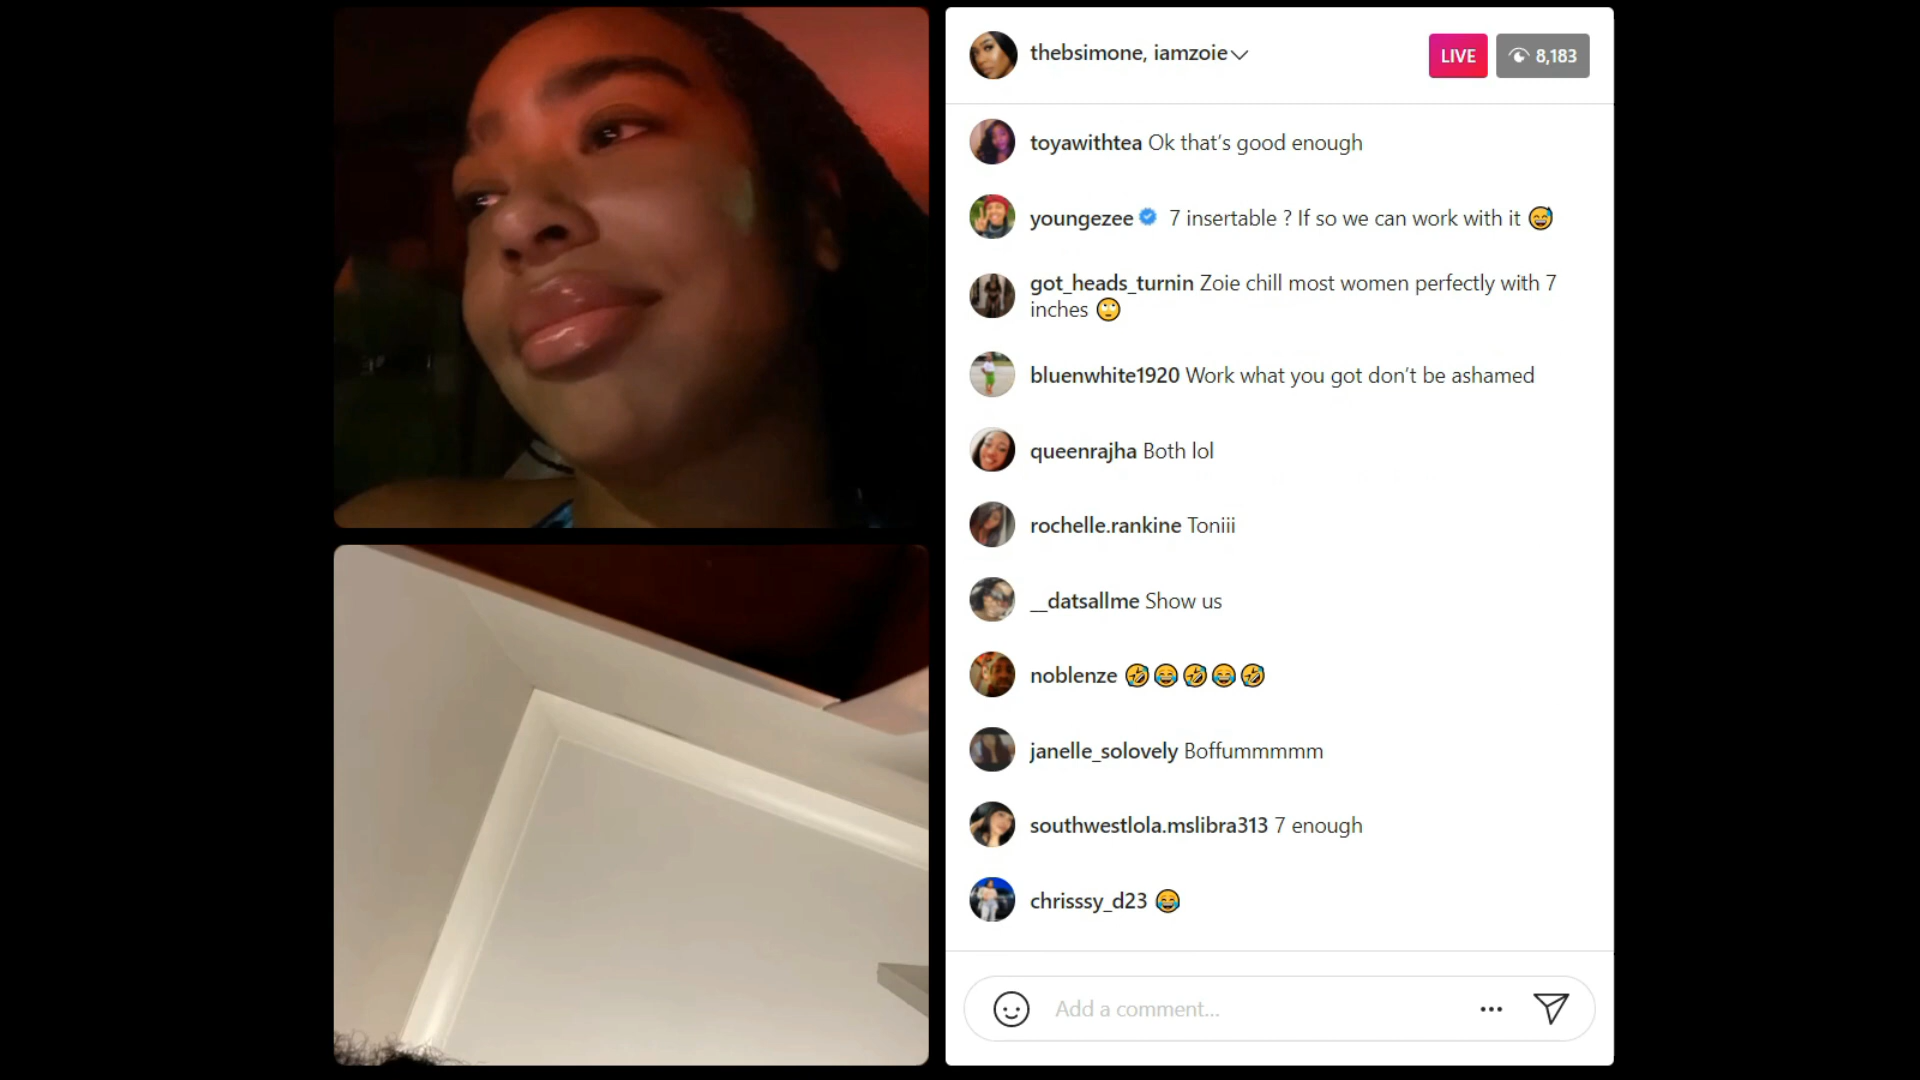 thebsimone, iamzoie
LIVE
8,183
toyawithtea Ok that’s good enough
youngezee 7 insertable ? If so we can work with it 😅
got_heads_turnin Zoie chill most women perfectly with 7
inches 🙄
bluenwhite1920 Work what you got don’t be ashamed
queenrajha Both lol
rochelle.rankine Toniii
__datsallme Show us
noblenze 🤣😂🤣😂🤣
janelle_solovely Boffummmmm
southwestlola.mslibra313 7 enough
chrisssy_d23 😂
Add a comment...